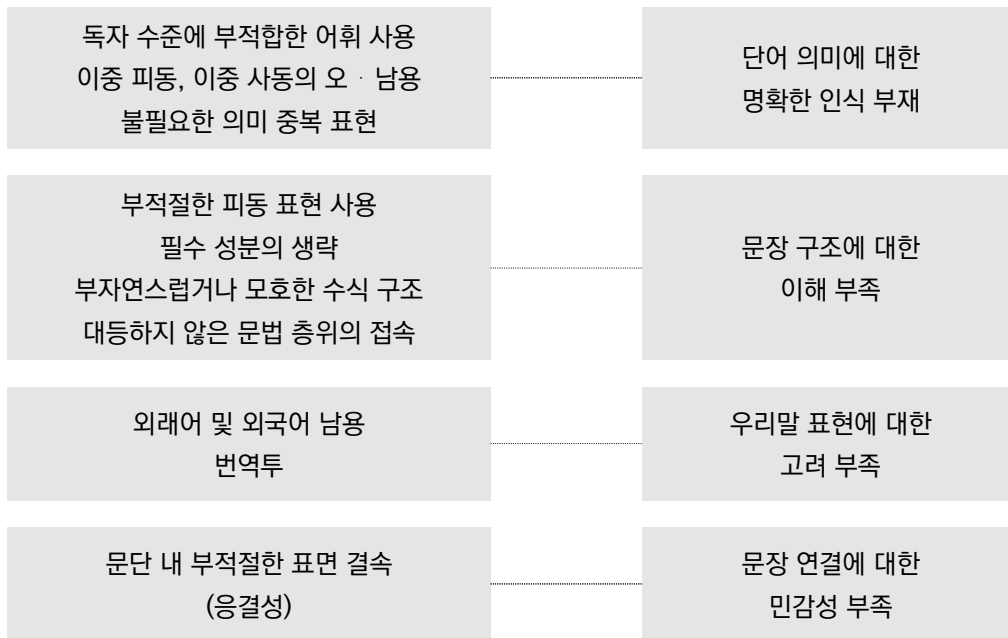 독자 수준에 부적합한 어휘 사용
이중 피동, 이중 사동의 오 · 남용
불필요한 의미 중복 표현
단어 의미에 대한
명확한 인식 부재
부적절한 피동 표현 사용
필수 성분의 생략
부자연스럽거나 모호한 수식 구조
대등하지 않은 문법 층위의 접속
문장 구조에 대한
이해 부족
외래어 및 외국어 남용
번역투
우리말 표현에 대한
고려 부족
문단 내 부적절한 표면 결속
(응결성)
문장 연결에 대한
민감성 부족